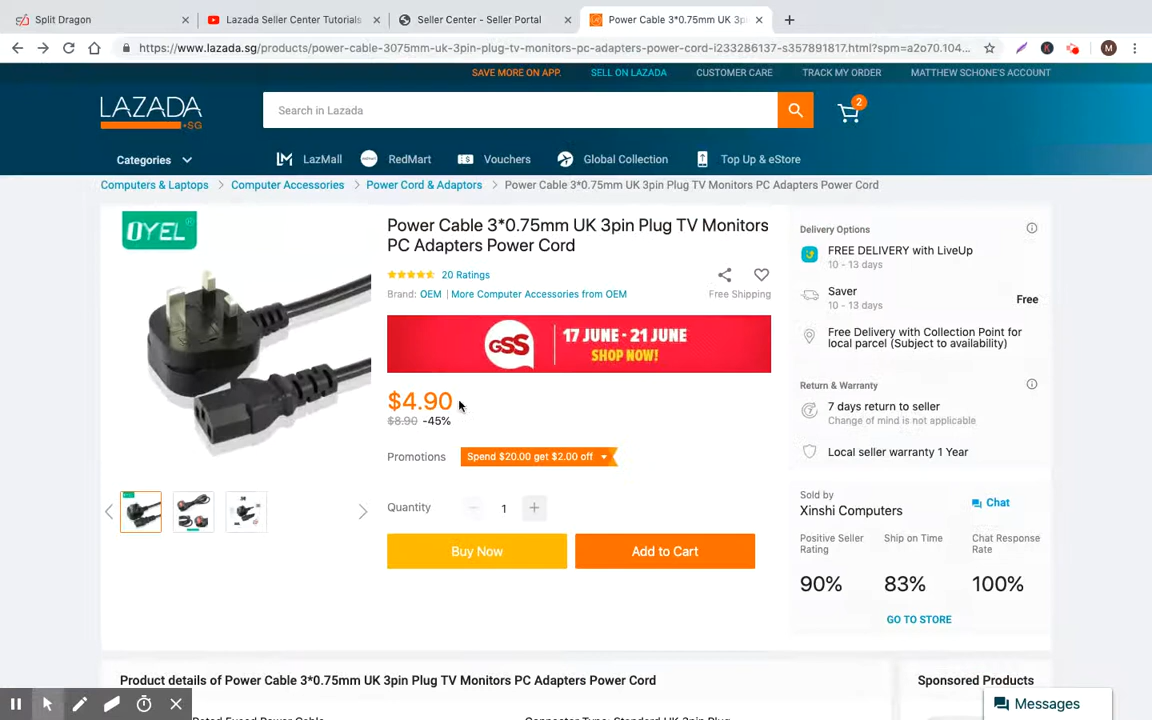 Split Dragon
Lazada Seller Center Tutorials
Seller Center - Seller Portal
Power Cable 3*0.75mm UK 3pi
https://www.lazada.sg/products/power-cable-3075mm-uk-3pin-plug-tv-monitors-pc-adapters-power-cord-i233286137-s357891817.html?spm=a2o70.104...
M
SAVE MORE ON APP.
SELL ON LAZADA
CUSTOMER CARE
TRACK MY ORDER
MATTHEW SCHONE'S ACCOUNT
LAZADA
.SG
Search in Lazada
2
Categories
LazMall
RedMart
Vouchers
Global Collection
Top Up & eStore
Computers & Laptops > Computer Accessories > Power Cord & Adaptors > Power Cable 3*0.75mm UK 3pin Plug TV Monitors PC Adapters Power Cord
OYEL®
Power Cable 3*0.75mm UK 3pin Plug TV Monitors
PC Adapters Power Cord
20 Ratings
Brand: OEM | More Computer Accessories from OEM
Free Shipping
GSS
17 JUNE - 21 JUNE
SHOP NOW!
$4.90
$8.90 -45%
Promotions
Spend $20.00 get $2.00 off
Quantity
1
Buy Now
Add to Cart
Delivery Options
FREE DELIVERY with LiveUp
10 - 13 days
Saver
Free
10 - 13 days
Free Delivery with Collection Point for
local parcel (Subject to availability)
Return & Warranty
7 days return to seller
Change of mind is not applicable
Local seller warranty 1 Year
Sold by
Chat
Xinshi Computers
Positive Seller
Rating
Ship on Time
Chat Response
Rate
90%
83%
100%
GO TO STORE
Product details of Power Cable 3*0.75mm UK 3pin Plug TV Monitors PC Adapters Power Cord
Sponsored Products
Messages
Rated Fused Power Cable
Connector Type: Standard UK 3pin Plug